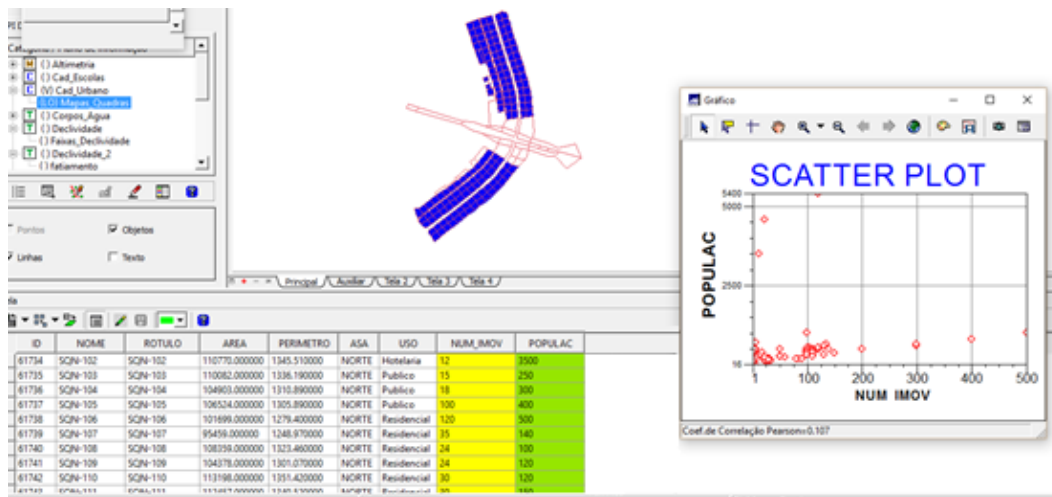 ( ) Altimetria
( ) Cad_Escolas
(V) Cad_Urbano
(LO) Mapas_Quadras
( ) Corpos_Agua
( ) Declividade
( ) Faixas_Declividade
( ) Declividade_2
( ) fatiamento
Pontos
Objetos
Linhas
Texto
Principal
Auxiliar
Tela 2
Tela 3
Tela 4
ID NOME ROTULO AREA PERIMETRO ASA USO NUM_IMOV POPULAC
61734 SQN-102 SQN-102 110770.000000 1345.510000 NORTE Hotelaria 12 3500
61735 SQN-103 SQN-103 110082.000000 1336.190000 NORTE Publico 15 250
61736 SQN-104 SQN-104 104903.000000 1310.890000 NORTE Publico 18 300
61737 SQN-105 SQN-105 106524.000000 1305.890000 NORTE Publico 100 400
61738 SQN-106 SQN-106 101699.000000 1279.400000 NORTE Residencial 120 500
61739 SQN-107 SQN-107 95459.000000 1248.970000 NORTE Residencial 35 140
61740 SQN-108 SQN-108 108359.000000 1323.460000 NORTE Residencial 24 100
61741 SQN-109 SQN-109 104378.000000 1301.070000 NORTE Residencial 24 120
61742 SQN-110 SQN-110 113198.000000 1351.420000 NORTE Residencial 30 120
Gráfico
SCATTER PLOT
5400
5000
POPULAC
2500
16
1 100 200 300 400 500
NUM IMOV
Coef.de Correlação Pearson=0.107